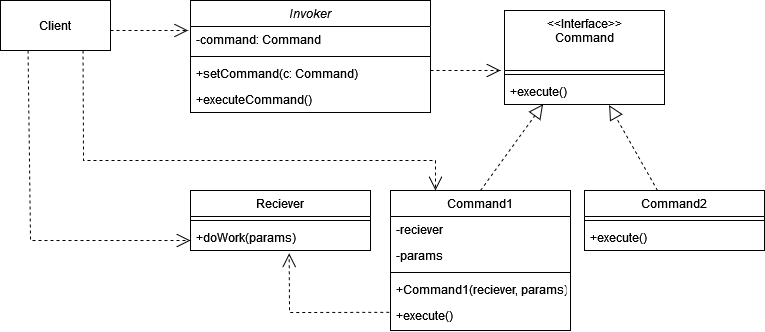 Client
Invoker
-command: Command
+setCommand(c: Command)
+executeCommand()
<<Interface>>
Command
+execute()
Reciever
+doWork(params)
Command1
-reciever
-params
+Command1(reciever, params)
+execute()
Command2
+execute()